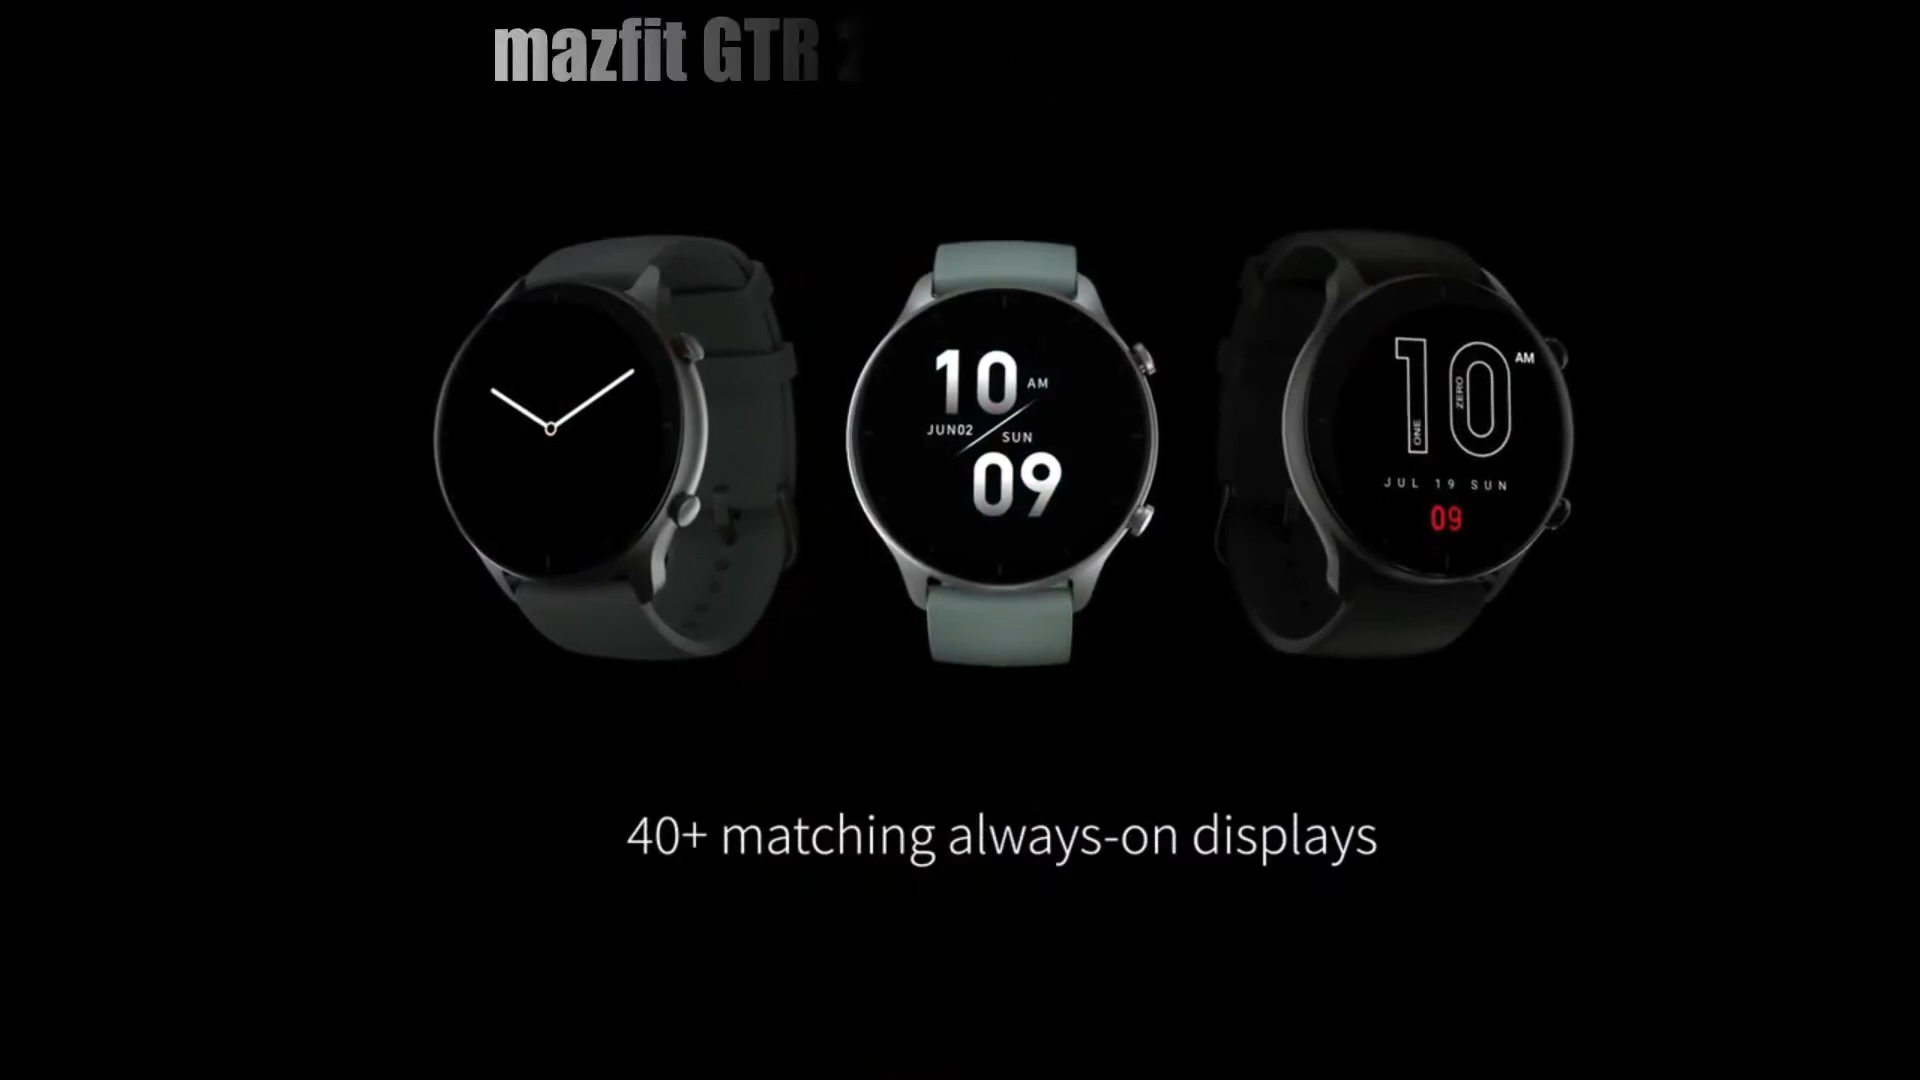 mazfit GTR
10 AM
JUN02 SUN
09
10 AM
ONE ZERO
JUL 19 SUN
09
40+ matching always-on displays